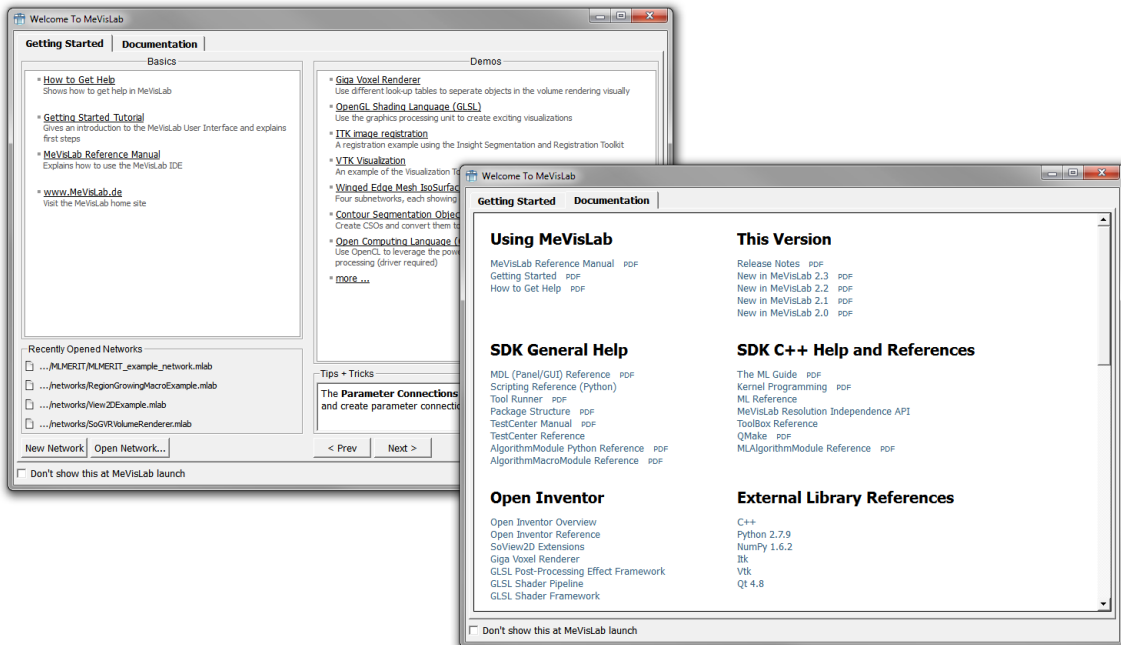 Welcome To MeVisLab
Getting Started
Documentation
Basics
How to Get Help
Shows how to get help in MeVisLab
Getting Started Tutorial
Gives an introduction to the MeVisLab User Interface and explains
first steps
MeVisLab Reference Manual
Explains how to use the MeVisLab IDE
www.MeVisLab.de
Visit the MeVisLab home site
Recently Opened Networks
.../MLMERIT/MLMERIT_example_network.mlab
.../networks/RegionGrowingMacroExample.mlab
.../networks/View2DExample.mlab
.../networks/SoGVRVolumeRenderer.mlab
New Network
Open Network...
Don't show this at MeVisLab launch
Demos
Giga Voxel Renderer
Use different look-up tables to seperate objects in the volume rendering visually
OpenGL Shading Language (GLSL)
Use the graphics processing unit to create exciting visualizations
ITK image registration
A registration example using the Insight Segmentation and Registration Toolkit
VTK Visualization
An example of the Visualization
Winged Edge Mesh
Four subnetworks, each showing
Contour Segmentation
Create CSOs and convert them to
Open Computing Language
Use OpenCL to leverage the
processing (driver required)
more ...
Tips + Tricks
The Parameter Connections
and create parameter
< Prev
Next >
Welcome To MeVisLab
Getting Started
Documentation
Using MeVisLab
MeVisLab Reference Manual PDF
Getting Started PDF
How to Get Help PDF
This Version
Release Notes PDF
New in MeVisLab 2.3 PDF
New in MeVisLab 2.2 PDF
New in MeVisLab 2.1 PDF
New in MeVisLab 2.0 PDF
SDK General Help
MDL (Panel/GUI) Reference PDF
Scripting Reference (Python)
Tool Runner PDF
Package Structure PDF
TestCenter Manual PDF
TestCenter Reference
AlgorithmModule Python Reference PDF
AlgorithmMacroModule Reference PDF
SDK C++ Help and References
The ML Guide PDF
Kernel Programming PDF
ML Reference
MeVisLab Resolution Independence API
ToolBox Reference
QMake PDF
MLAlgorithmModule Reference PDF
Open Inventor
Open Inventor Overview
Open Inventor Reference
SoView2D Extensions
Giga Voxel Renderer
GLSL Post-Processing Effect Framework
GLSL Shader Pipeline
GLSL Shader Framework
External Library References
C++
Python 2.7.9
NumPy 1.6.2
Itk
Vtk
Qt 4.8
Don't show this at MeVisLab launch